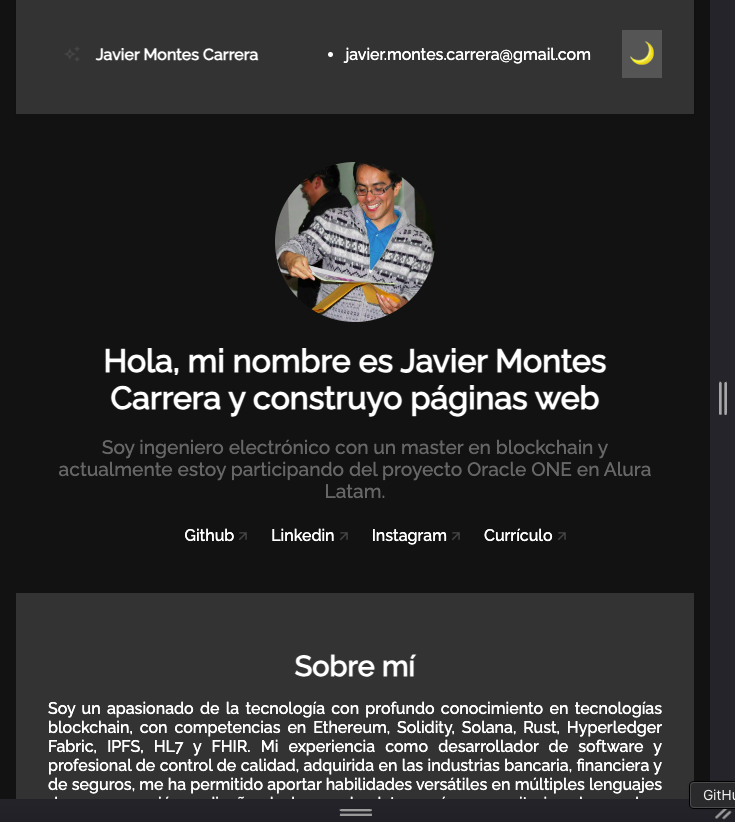 Javier Montes Carrera
• javier.montes.carrera@gmail.com
Hola, mi nombre es Javier Montes
Carrera y construyo páginas web
Soy ingeniero electrónico con un master en blockchain y
actualmente estoy participando del proyecto Oracle ONE en Alura
Latam.
Github Linkedin Instagram Currículo
Sobre mí
Soy un apasionado de la tecnología con profundo conocimiento en tecnologías
blockchain, con competencias en Ethereum, Solidity, Solana, Rust, Hyperledger
Fabric, IPFS, HL7 y FHIR. Mi experiencia como desarrollador de software y
profesional de control de calidad, adquirida en las industrias bancaria, financiera y
de seguros, me ha permitido aportar habilidades versátiles en múltiples lenguajes
GitHu